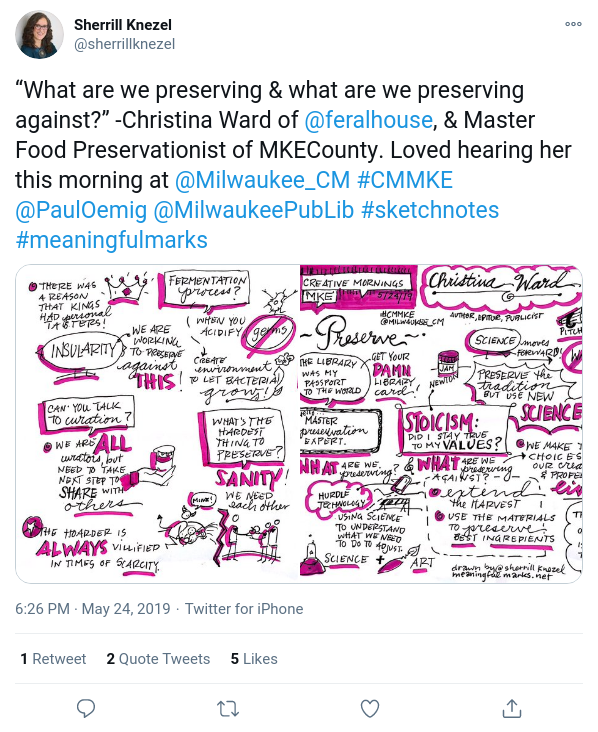 Sherrill Knezel
@sherrillknezel
“What are we preserving & what are we preserving
against?” -Christina Ward of @feralhouse, & Master
Food Preservationist of MKECounty. Loved hearing her
this morning at @Milwaukee_CM #CMMKE
@PaulOemig @MilwaukeePubLib #sketchnotes
#meaningfulmarks
THERE WAS
A REASON
THAT KINGS
HAD personal
TASTERS!
INSULARITY
WE ARE
WORKING
TO PRESERVE
against
THIS!
CAN YOU TALK
TO curation?
WE ARE ALL
curators, but
NEED TO TAKE
NEXT STEP TO
SHARE WITH
others
THE HOARDER IS
ALWAYS VILLIFIED
IN TIMES OF SCARCITY.
FERMENTATION
process?
WHEN YOU
ACIDIFY
germs
CREATE
environment
TO LET BACTERIA
grow!
WHAT'S THE
HARDEST
THING TO
PRESERVE?
SANITY!
WE NEED
each other
MINE!
CREATIVE MORNINGS
MKE 5/24/19
#CMMKE
@MILWAUKEE_CM
Preserve
THE LIBRARY
WAS MY
PASSPORT
TO THE WORLD
GET YOUR
DAMN
LIBRARY
card!
MASTER
preservation
EXPERT.
WHAT ARE WE
preserving?
& WHAT ARE WE
preserving
AGAINST?
HURDLE
TECHNOLOGY
USING SCIENCE
TO UNDERSTAND
WHAT WE NEED
TO DO TO ADJUST.
SCIENCE + ART
Christina Ward
AUTHOR, EDITOR, PUBLICIST
SCIENCE moves
FORWARD!
JAM
NEWTON
PRESERVE the
tradition
BUT USE NEW
SCIENCE
STOICISM:
DID I STAY TRUE
TO MY VALUES?
WE MAKE
CHOICES
OUR
&
extend
the HARVEST
USE THE MATERIALS
TO preserve
BEST INGREDIENTS
drawn by @sherrillknezel
meaningfulmarks.net
6:26 PM · May 24, 2019 · Twitter for iPhone
1 Retweet 2 Quote Tweets 5 Likes